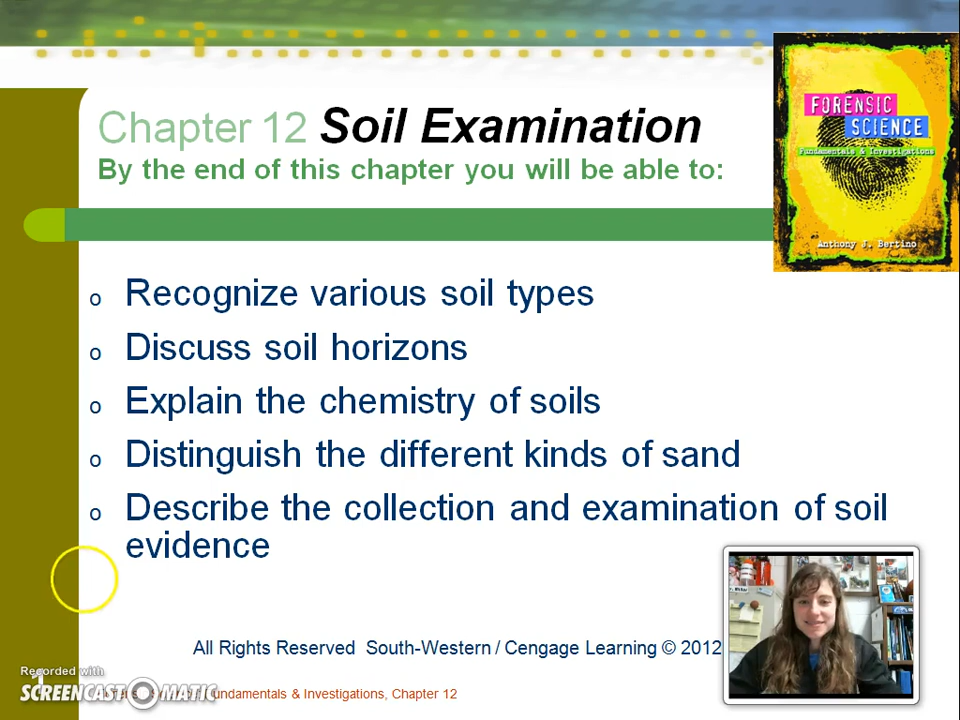 Chapter 12 Soil Examination
By the end of this chapter you will be able to:
FORENSIC
SCIENCE
Fundamentals & Investigations
Anthony J. Bertino
o Recognize various soil types
o Discuss soil horizons
o Explain the chemistry of soils
o Distinguish the different kinds of sand
o Describe the collection and examination of soil
evidence
All Rights Reserved South-Western / Cengage Learning © 2012
Recorded with
1
SCREENCAST-O-MATIC
Fundamentals & Investigations, Chapter 12